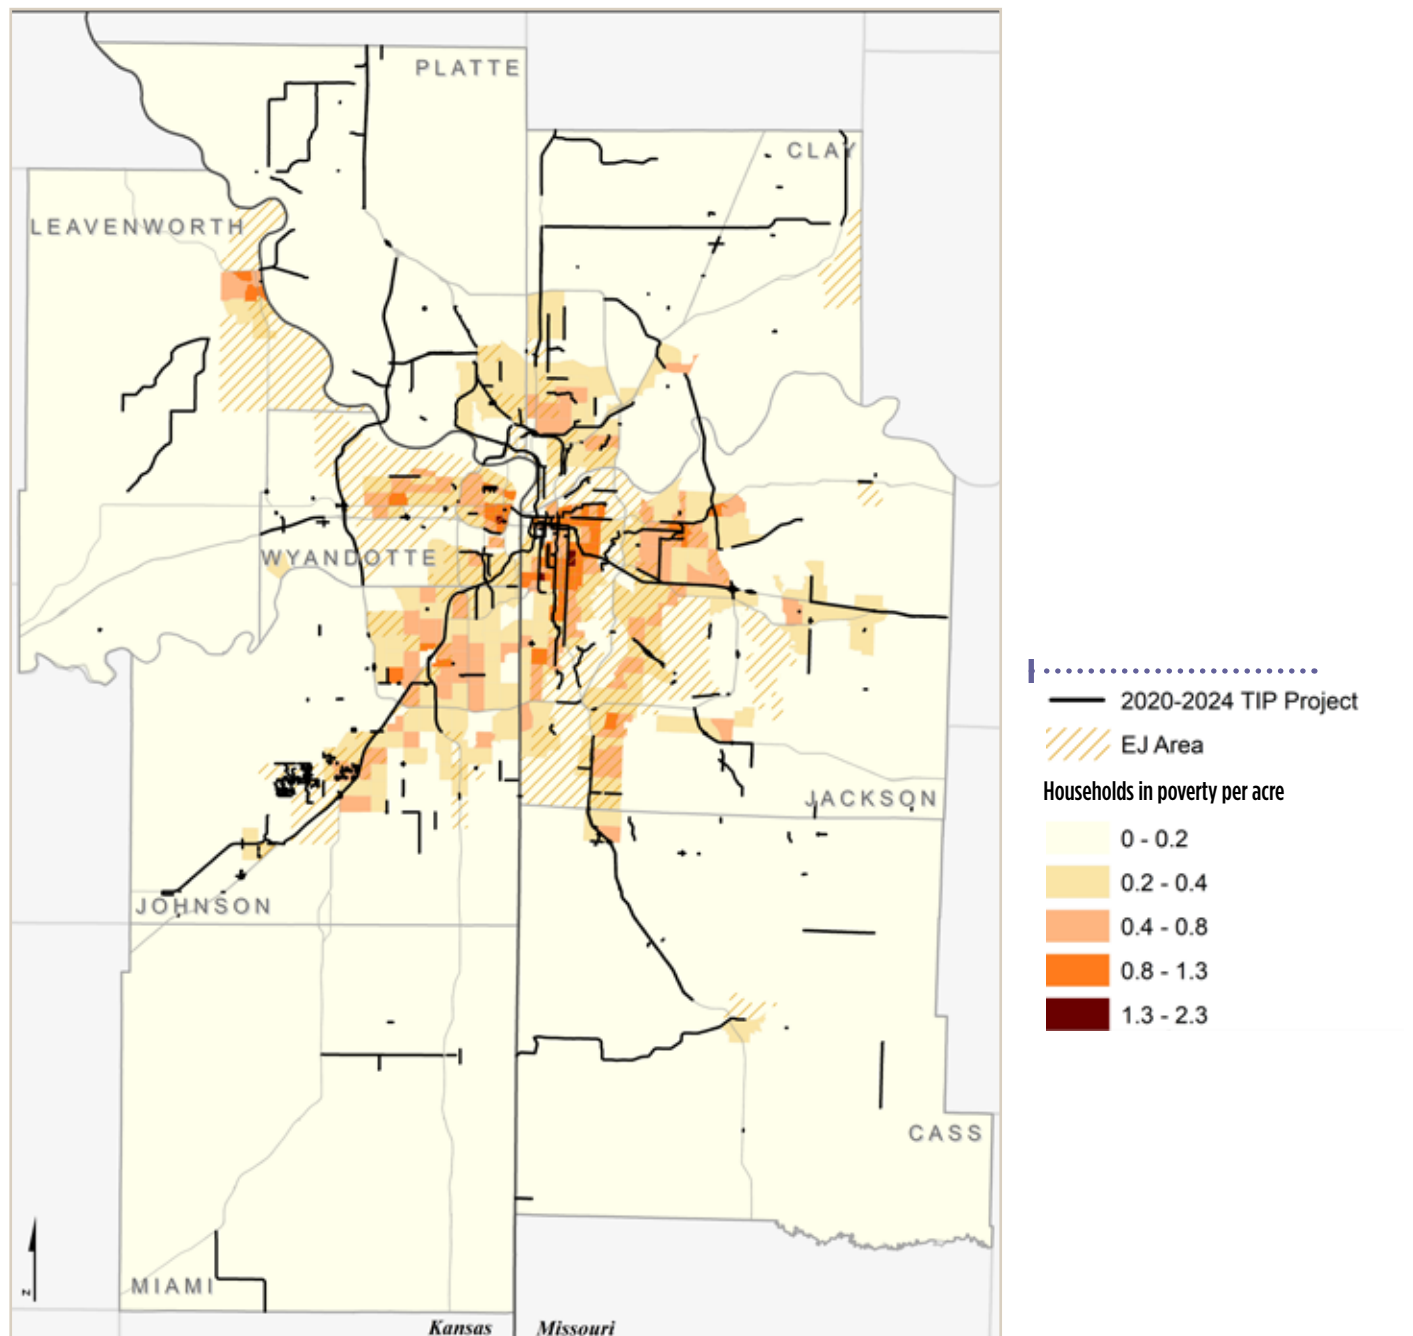 PLATTE
CLAY
LEAVENWORTH
WYANDOTTE
2020-2024 TIP Project
EJ Area
Households in poverty per acre
JACKSON
0 - 0.2
0.2 - 0.4
JOHNSON
0.4 - 0.8
0.8 - 1.3
1.3 - 2.3
CASS
MIAMI
Z
Kansas Missouri